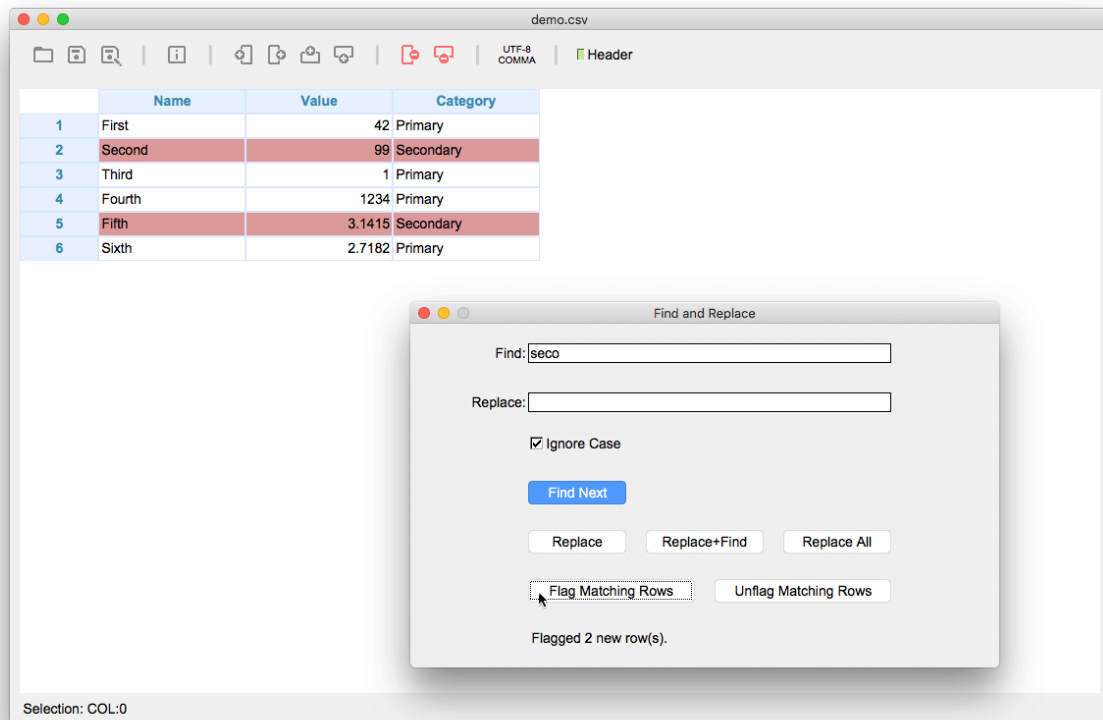 demo.csv
UTF-8
COMMA
Header
Name Value Category
1 First 42 Primary
2 Second 99 Secondary
3 Third 1 Primary
4 Fourth 1234 Primary
5 Fifth 3.1415 Secondary
6 Sixth 2.7182 Primary
Find and Replace
Find: seco
Replace:
Ignore Case
Find Next
Replace Replace+Find Replace All
Flag Matching Rows Unflag Matching Rows
Flagged 2 new row(s).
Selection: COL:0